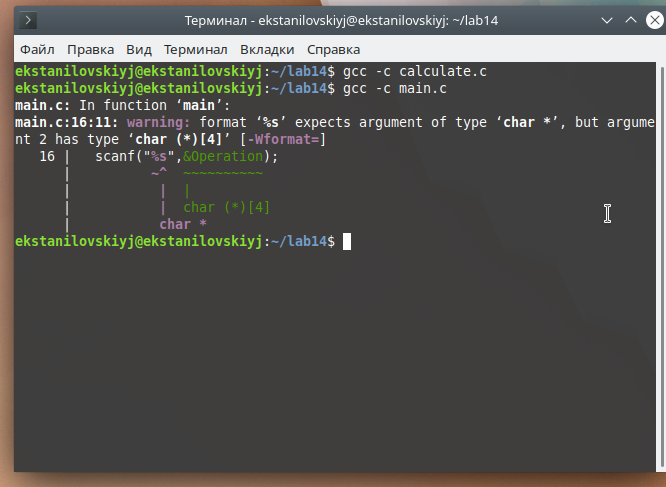 Терминал - ekstanilovskiyj@ekstanilovskiyj: ~/lab14
Файл Правка Вид Терминал Вкладки Справка
ekstanilovskiyj@ekstanilovskiyj:~/lab14$ gcc -c calculate.c
ekstanilovskiyj@ekstanilovskiyj:~/lab14$ gcc -c main.c
main.c: In function ‘main’:
main.c:16:11: warning: format ‘%s’ expects argument of type ‘char *’, but argume
nt 2 has type ‘char (*)[4]’ [-Wformat=]
   16 |   scanf("%s",&Operation);
      |          ~^  ~~~~~~~~~~
      |           |  |
      |           |  char (*)[4]
      |           char *
ekstanilovskiyj@ekstanilovskiyj:~/lab14$